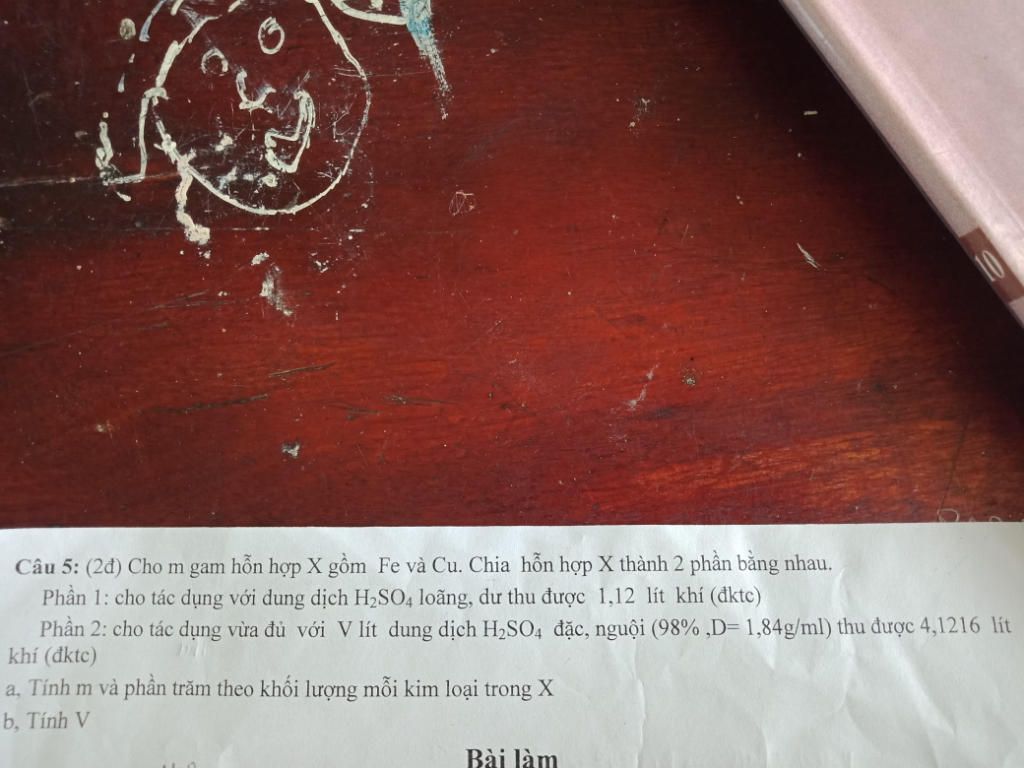 10
Câu 5: (2đ) Cho m gam hỗn hợp X gồm Fe và Cu. Chia hỗn hợp X thành 2 phần bằng nhau.
Phần 1: cho tác dụng với dung dịch H₂SO₄ loãng, dư thu được 1,12 lít khí (đktc)
Phần 2: cho tác dụng vừa đủ với V lít dung dịch H₂SO₄ đặc, nguội (98% ,D= 1,84g/ml) thu được 4,1216 lít
khí (đktc)
a, Tính m và phần trăm theo khối lượng mỗi kim loại trong X
b, Tính V
Bài làm